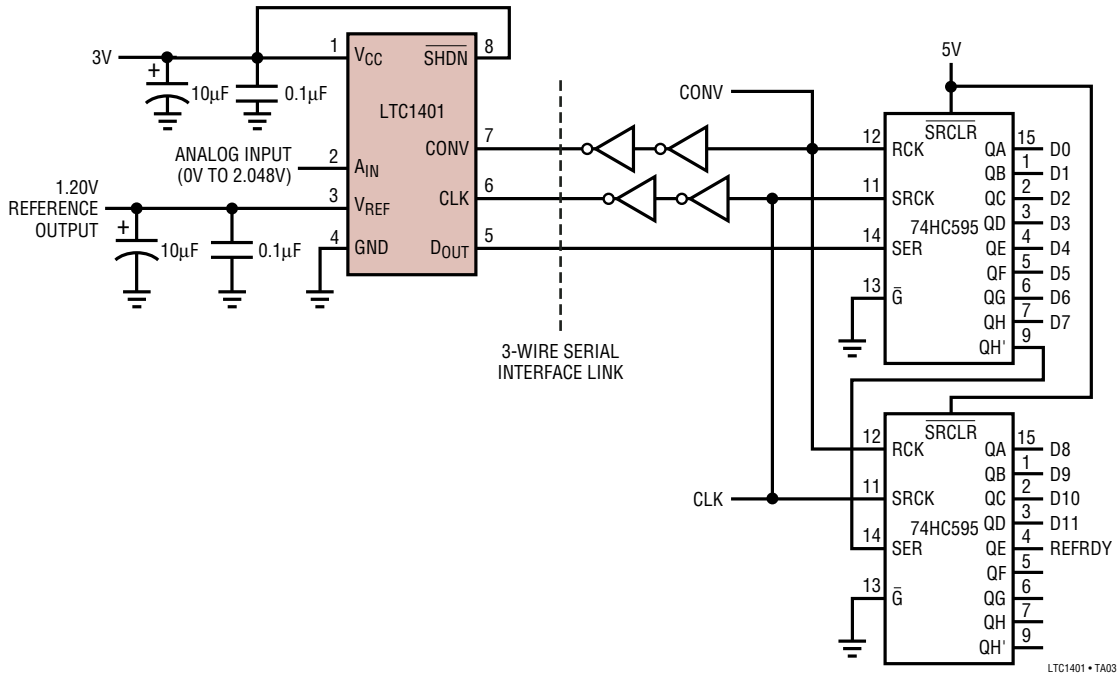 3V
+
10µF
0.1µF
1
VCC
SHDN
8
LTC1401
ANALOG INPUT
(0V TO 2.048V)
2
AIN
CONV
7
1.20V
REFERENCE
OUTPUT
3
VREF
CLK
6
+
10µF
0.1µF
4
GND
DOUT
5
3-WIRE SERIAL
INTERFACE LINK
CONV
CLK
5V
SRCLR
12
RCK
11
SRCK
14
SER
13
G
74HC595
QA
15
D0
QB
1
D1
QC
2
D2
QD
3
D3
QE
4
D4
QF
5
D5
QG
6
D6
QH
7
D7
QH'
9
SRCLR
12
RCK
11
SRCK
14
SER
13
G
74HC595
QA
15
D8
QB
1
D9
QC
2
D10
QD
3
D11
QE
4
REFRDY
QF
5
QG
6
QH
7
QH'
9
LTC1401 • TA03